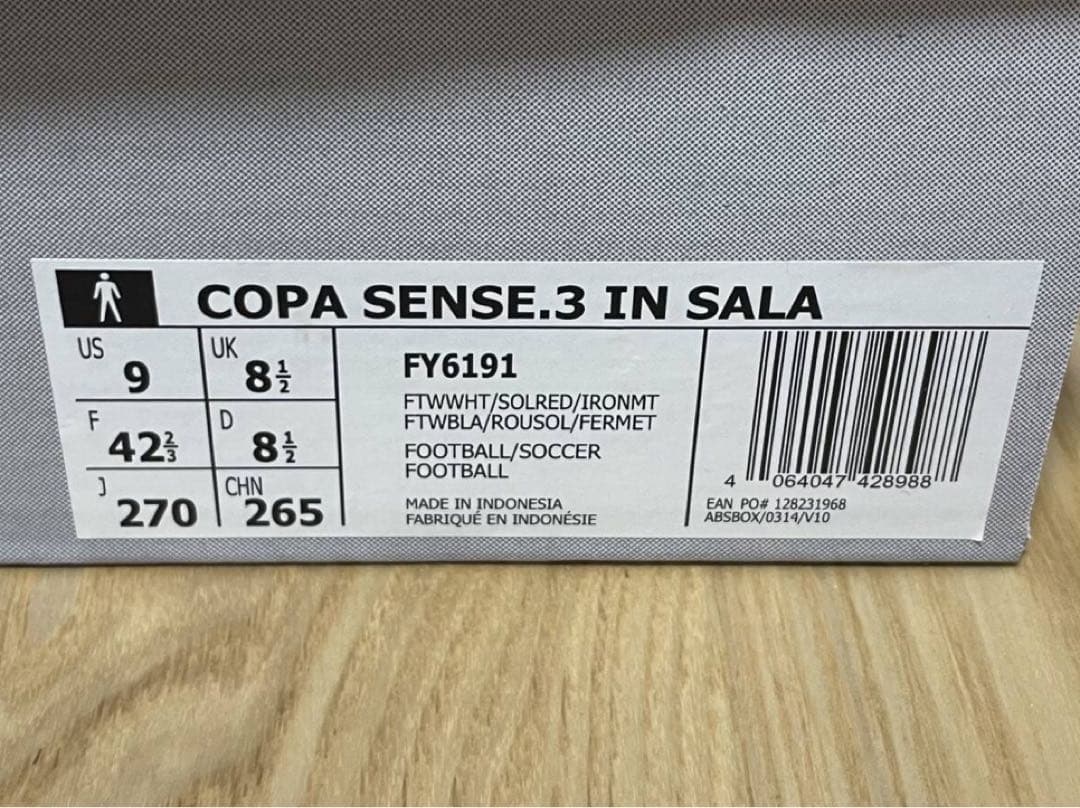 COPA SENSE.3 IN SALA
US 9
UK 8½
F 42⅔
D 8½
J 270
CHN 265
FY6191
FTWWHT/SOLRED/IRONMT
FTWBLA/ROUSOL/FERMET
FOOTBALL/SOCCER
FOOTBALL
MADE IN INDONESIA
FABRIQUÉ EN INDONÉSIE
4 064047 428988
EAN PO# 128231968
ABSBOX/0314/V10